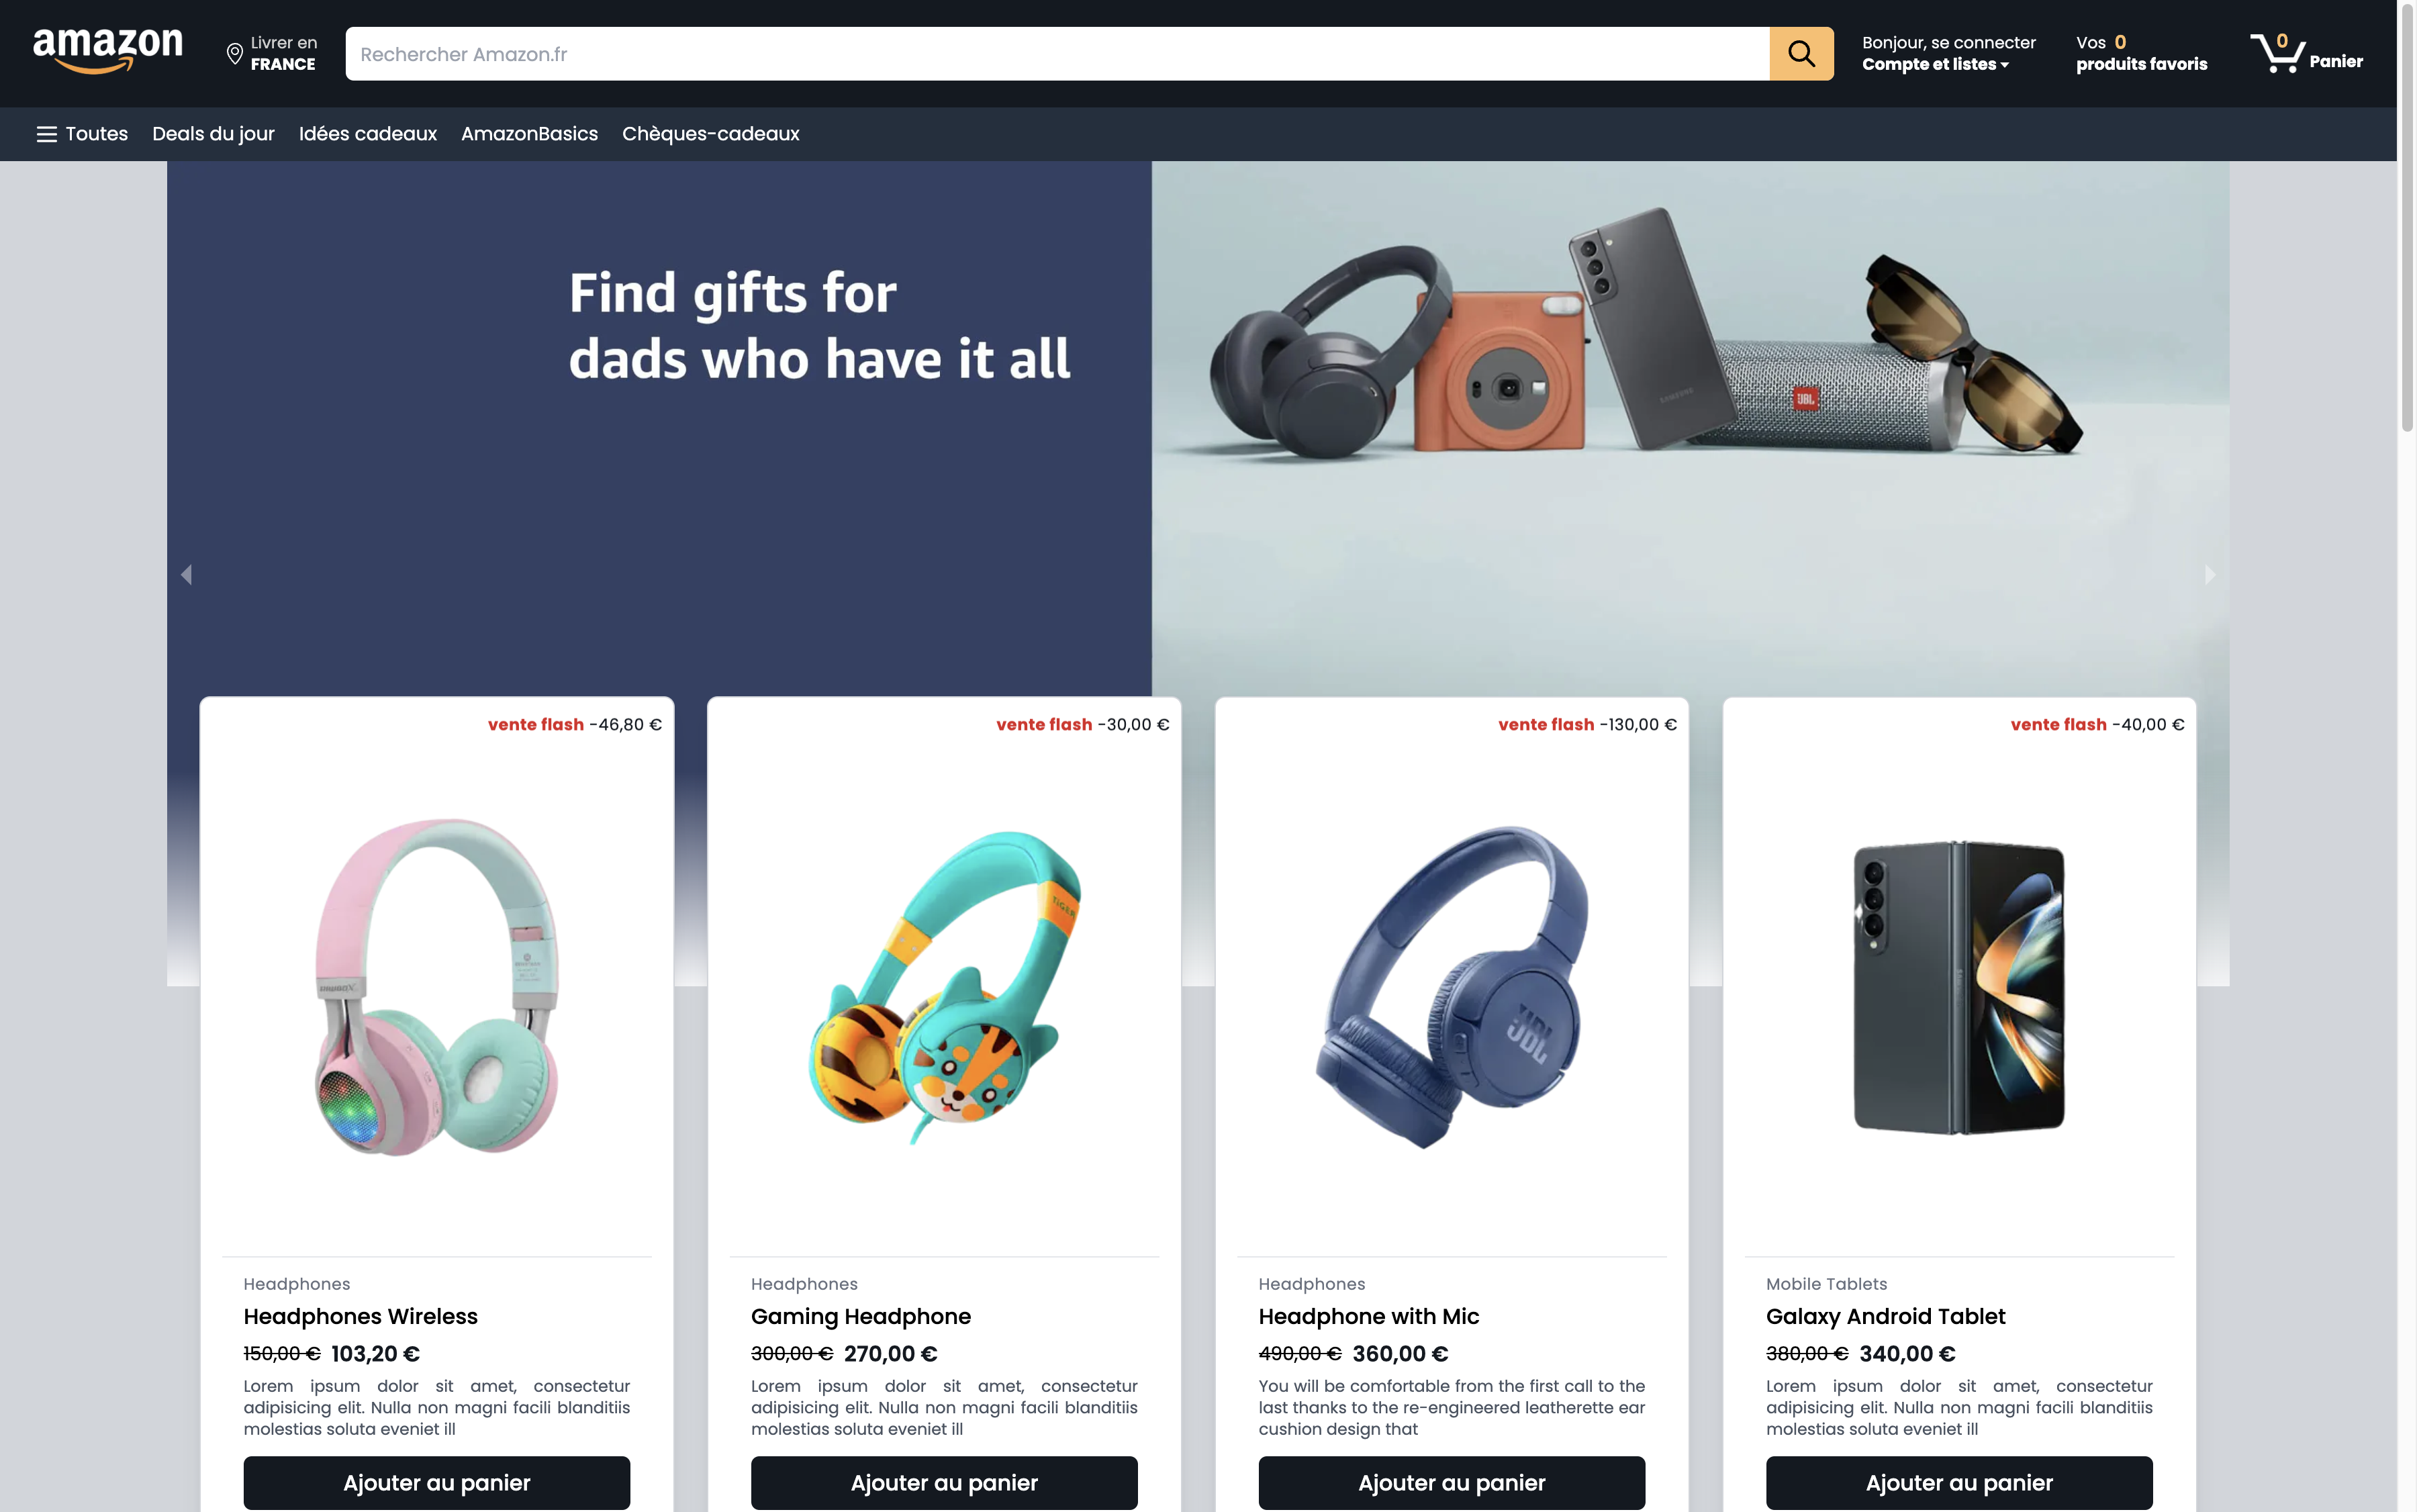 amazon
Livrer en
FRANCE
Rechercher Amazon.fr
Bonjour, se connecter
Compte et listes
Vos 0
produits favoris
0
Panier
Toutes
Deals du jour
Idées cadeaux
AmazonBasics
Chèques-cadeaux
Find gifts for
dads who have it all
SAMSUNG
JBL
vente flash -46,80 €
vente flash -30,00 €
vente flash -130,00 €
vente flash -40,00 €
TIGER
JBL
Headphones
Headphones Wireless
150,00 € 103,20 €
Lorem ipsum dolor sit amet, consectetur
adipisicing elit. Nulla non magni facili blanditiis
molestias soluta eveniet ill
Ajouter au panier
Headphones
Gaming Headphone
300,00 € 270,00 €
Lorem ipsum dolor sit amet, consectetur
adipisicing elit. Nulla non magni facili blanditiis
molestias soluta eveniet ill
Ajouter au panier
Headphones
Headphone with Mic
490,00 € 360,00 €
You will be comfortable from the first call to the
last thanks to the re-engineered leatherette ear
cushion design that
Ajouter au panier
Mobile Tablets
Galaxy Android Tablet
380,00 € 340,00 €
Lorem ipsum dolor sit amet, consectetur
adipisicing elit. Nulla non magni facili blanditiis
molestias soluta eveniet ill
Ajouter au panier